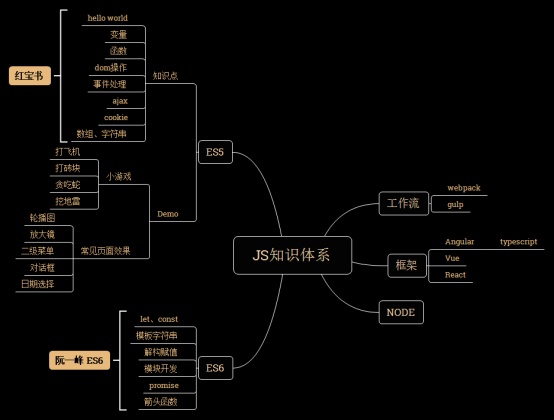 hello world
变量
函数
dom操作
事件处理
ajax
cookie
数组、字符串
红宝书
知识点
ES5
打飞机
打砖块
贪吃蛇
挖地雷
小游戏
Demo
轮播图
放大镜
二级菜单
对话框
日期选择
常见页面效果
JS知识体系
工作流
webpack
gulp
框架
Angular
typescript
Vue
React
NODE
let、const
模板字符串
解构赋值
模块开发
promise
箭头函数
阮一峰 ES6
ES6